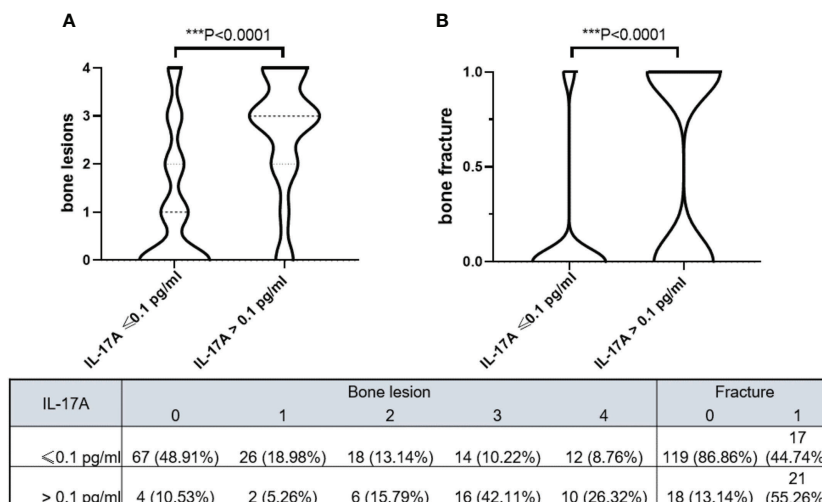 A
B
***P<0.0001
***P<0.0001
bone lesions
4
3
2
1
0
IL-17A ⩽0.1 pg/ml
IL-17A > 0.1 pg/ml
bone fracture
1.0
0.5
0.0
IL-17A ⩽0.1 pg/ml
IL-17A > 0.1 pg/ml
IL-17A Bone lesion Fracture
0 1 2 3 4 0 1
17
⩽0.1 pg/ml 67 (48.91%) 26 (18.98%) 18 (13.14%) 14 (10.22%) 12 (8.76%) 119 (86.86%) (44.74%
21
> 0.1 pg/ml 4 (10.53%) 2 (5.26%) 6 (15.79%) 16 (42.11%) 10 (26.32%) 18 (13.14%) (55.26%